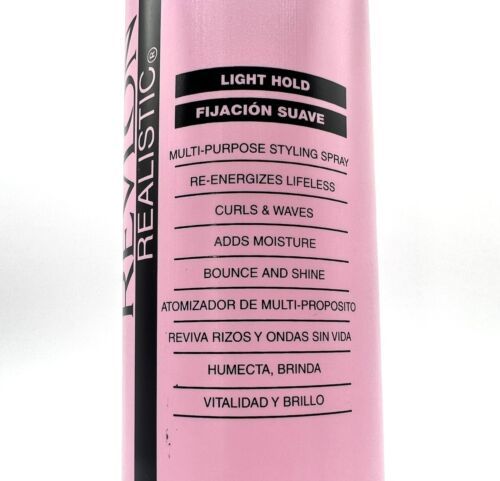 REVLON
REALISTIC®
LIGHT HOLD
FIJACIÓN SUAVE
MULTI-PURPOSE STYLING SPRAY
RE-ENERGIZES LIFELESS
CURLS & WAVES
ADDS MOISTURE
BOUNCE AND SHINE
ATOMIZADOR DE MULTI-PROPOSITO
REVIVA RIZOS Y ONDAS SIN VIDA
HUMECTA, BRINDA
VITALIDAD Y BRILLO